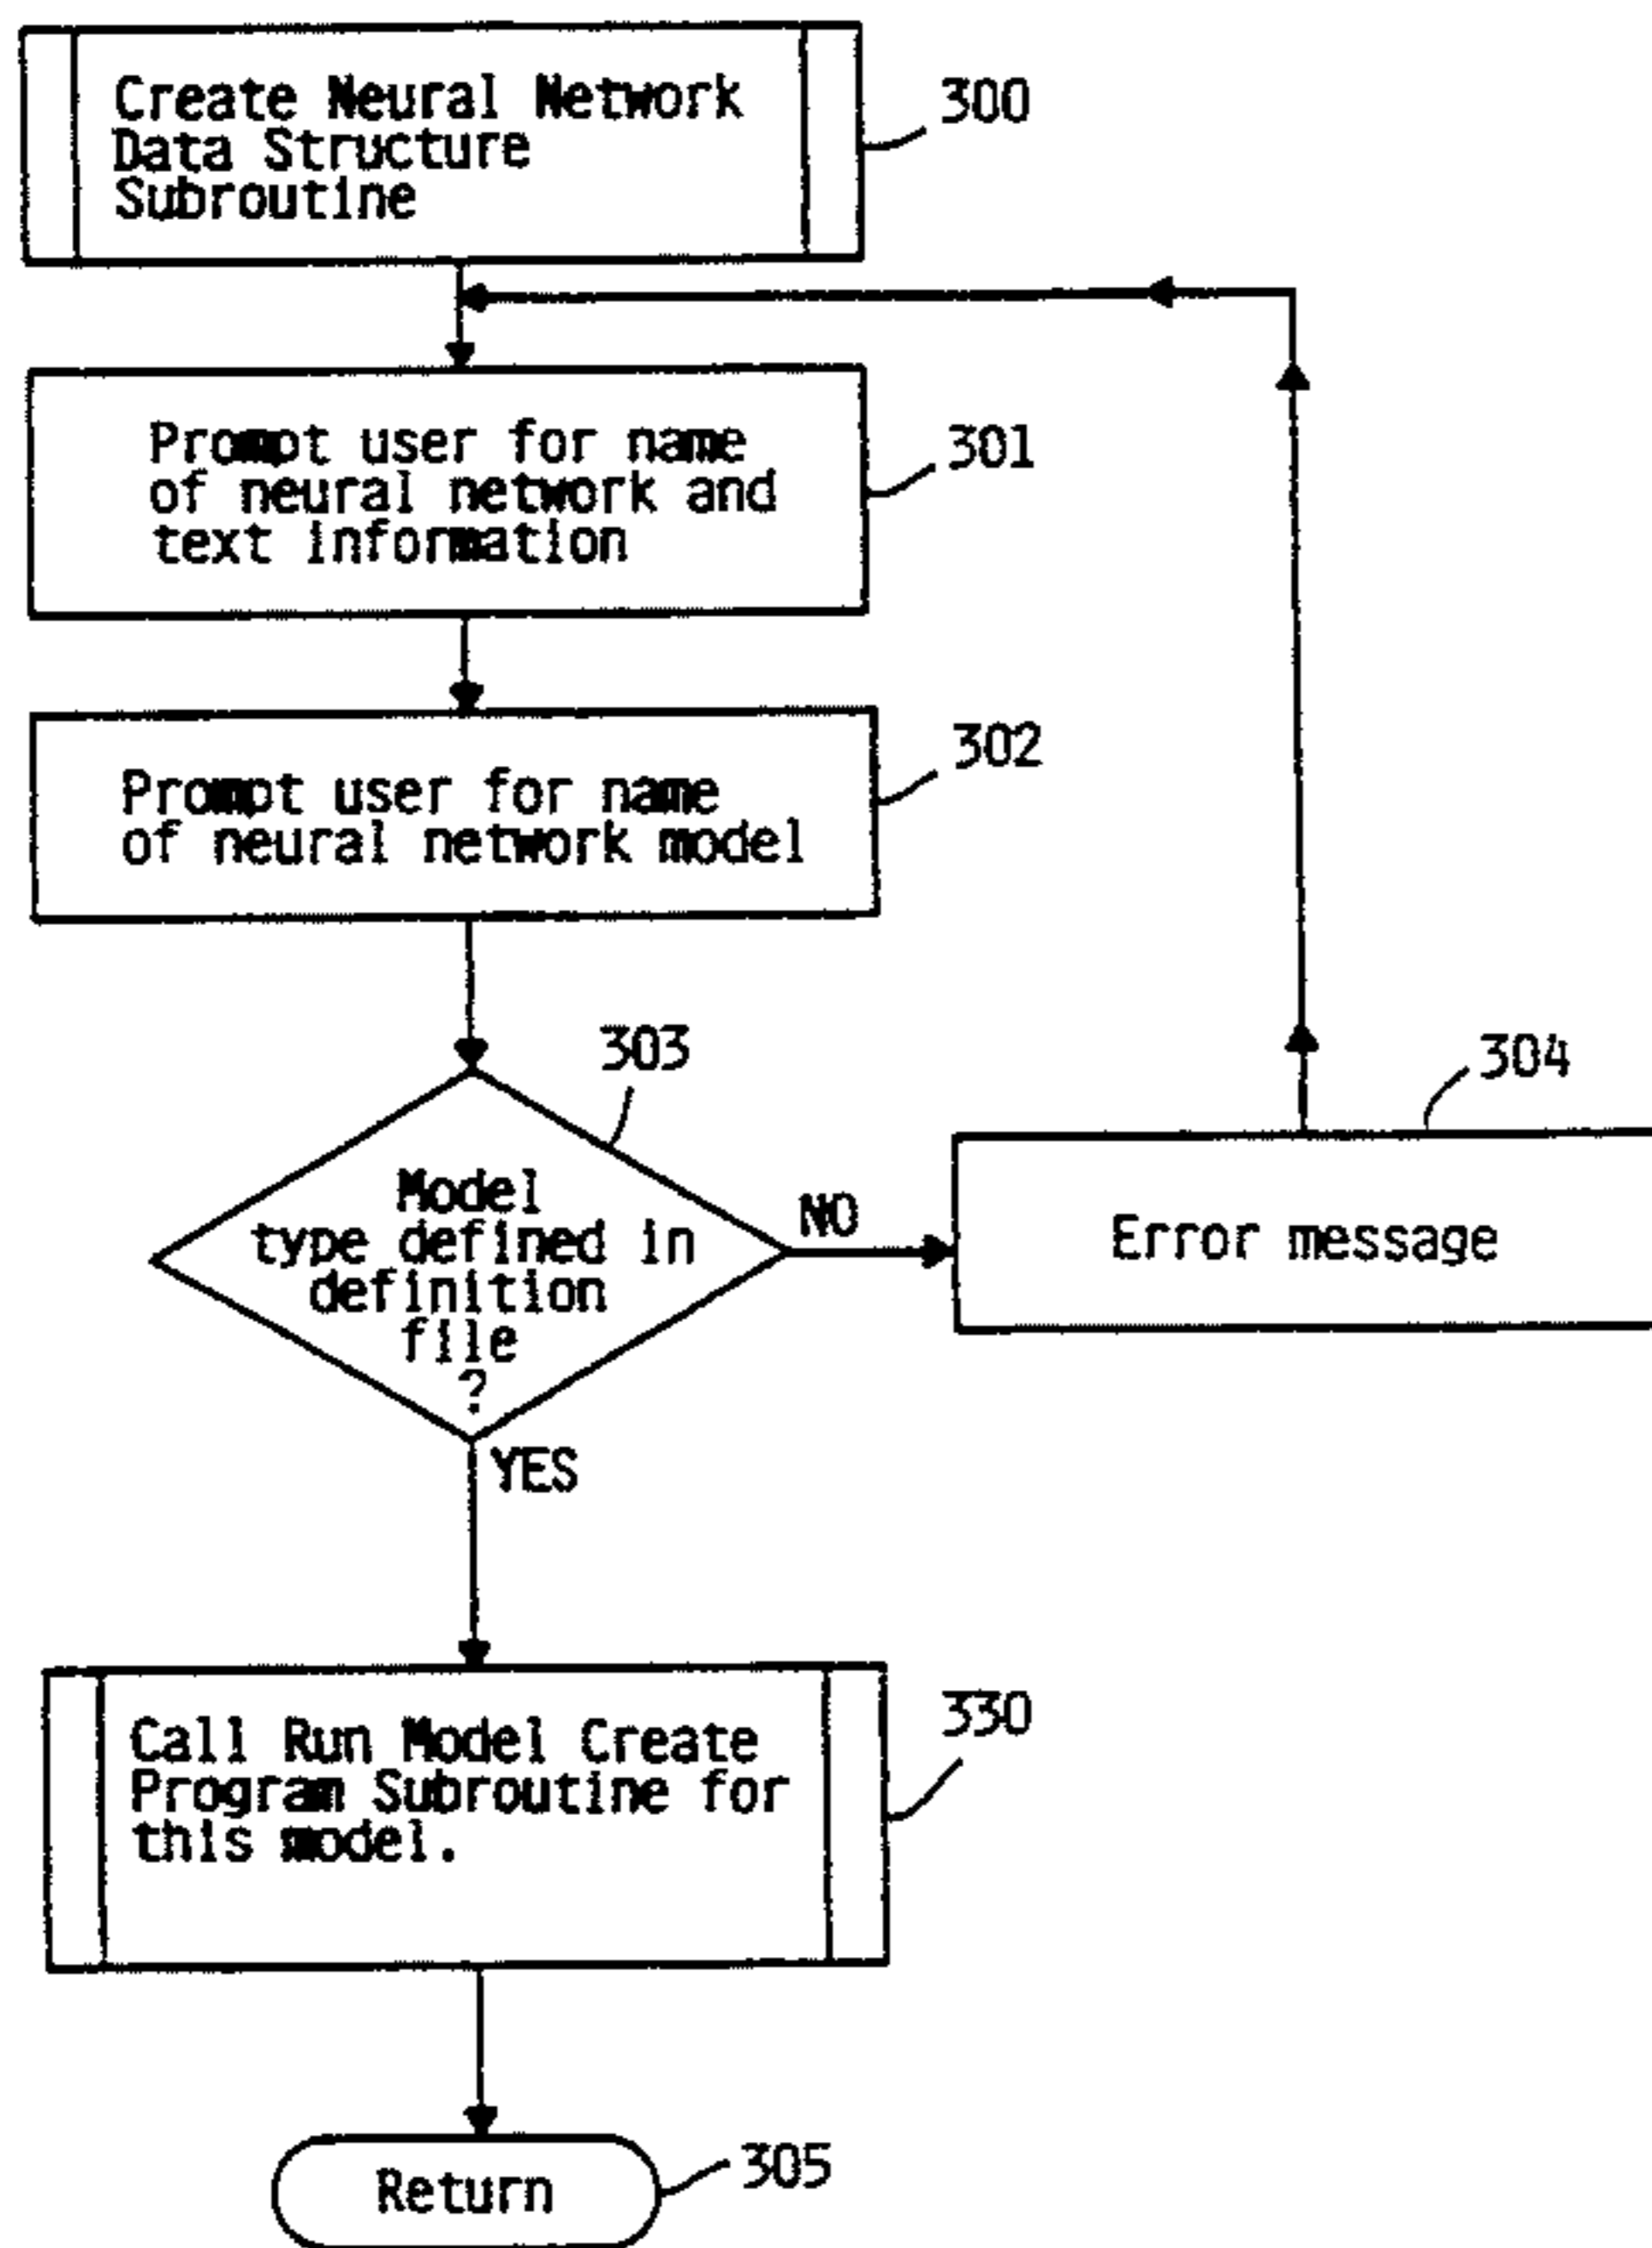 Create Neural Network
Data Structure
Subroutine
300
Prompt user for name
of neural network and
text information
301
Prompt user for name
of neural network model
302
303
Model
type defined in
definition
file
?
NO
304
Error message
YES
Call Run Model Create
Program Subroutine for
this model.
330
Return
305